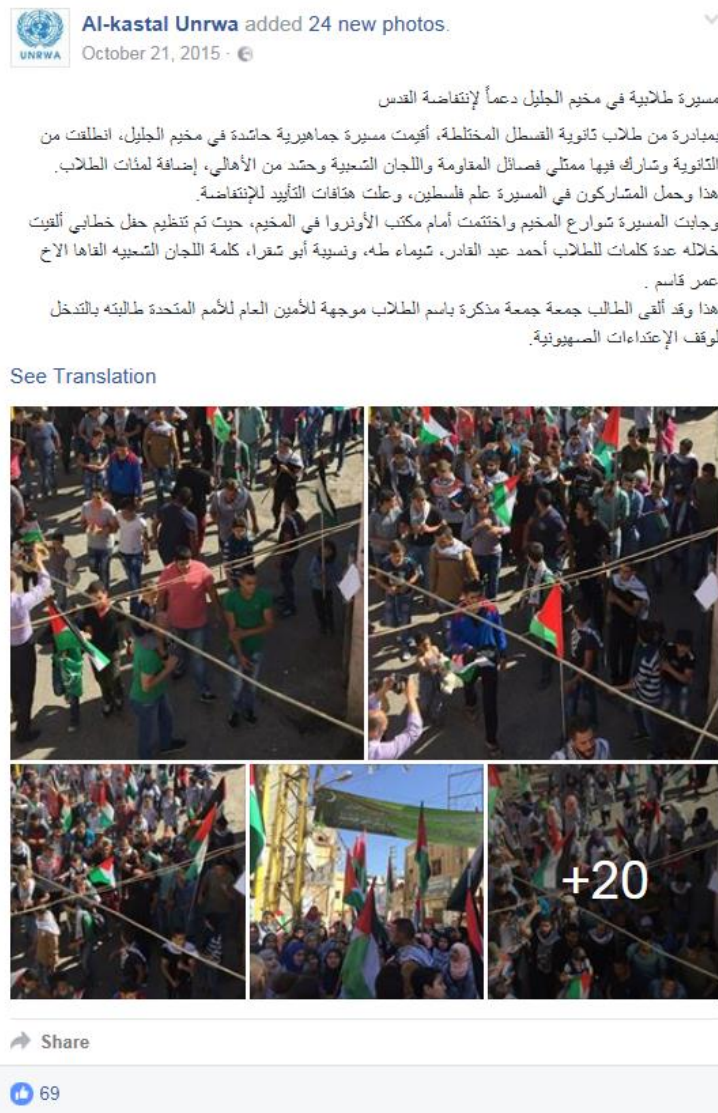 UNRWA
Al-kastal Unrwa added 24 new photos.
October 21, 2015 ·
مسيرة طلابية في مخيم الجليل دعماً لإنتفاضة القدس
بمبادرة من طلاب ثانوية القسطل المختلطة، أقيمت مسيرة جماهيرية حاشدة في مخيم الجليل، انطلقت من
الثانوية وشارك فيها ممثلي فصائل المقاومة واللجان الشعبية وحشد من الأهالي، إضافة لمئات الطلاب.
هذا وحمل المشاركون في المسيرة علم فلسطين، وعلت هتافات التأييد للإنتفاضة.
وجابت المسيرة شوارع المخيم واختتمت أمام مكتب الأونروا في المخيم، حيث تم تنظيم حفل خطابي ألقيت
خلاله عدة كلمات للطلاب أحمد عبد القادر، شيماء طه، ونسيبة أبو شقرا، كلمة اللجان الشعبيه القاها الاخ
عمر قاسم .
هذا وقد ألقى الطالب جمعة جمعة مذكرة باسم الطلاب موجهة للأمين العام للأمم المتحدة طالبته بالتدخل
لوقف الإعتداءات الصهيونية.
See Translation
+20
Share
69